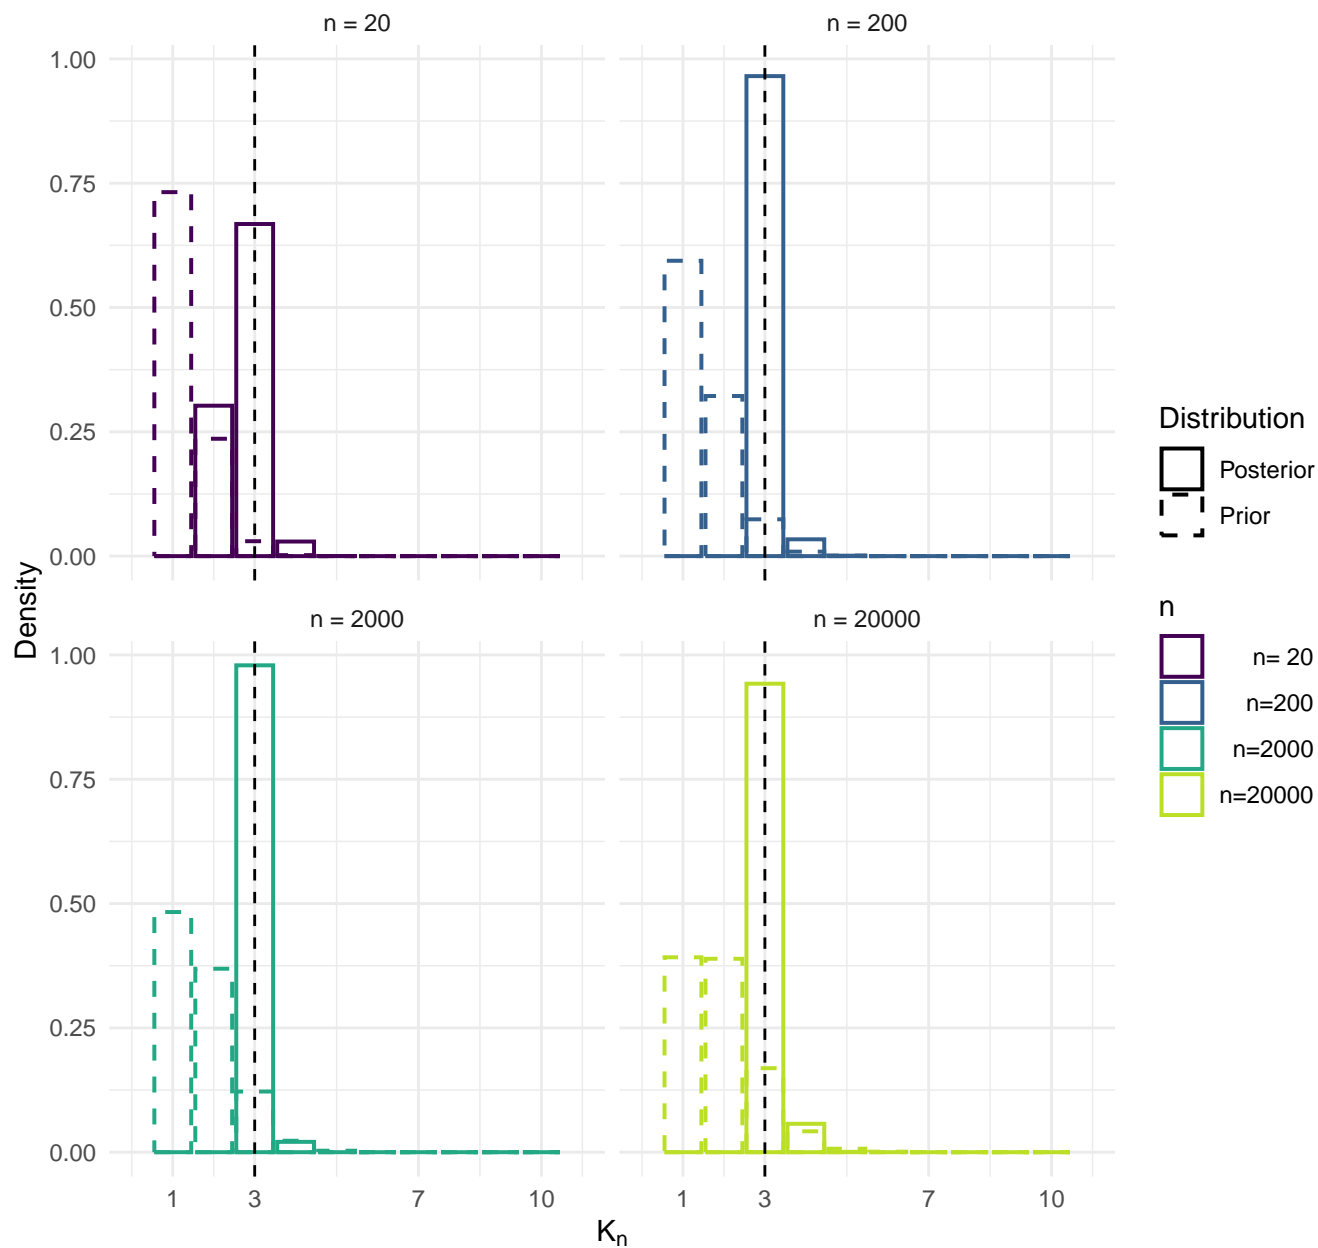 n = 20
n = 200
1.00
0.75
0.50
0.25
0.00
Density
n = 2000
n = 20000
1.00
0.75
0.50
0.25
0.00
1 3 7 10
1 3 7 10
Kn
Distribution
Posterior
Prior
n
n= 20
n=200
n=2000
n=20000